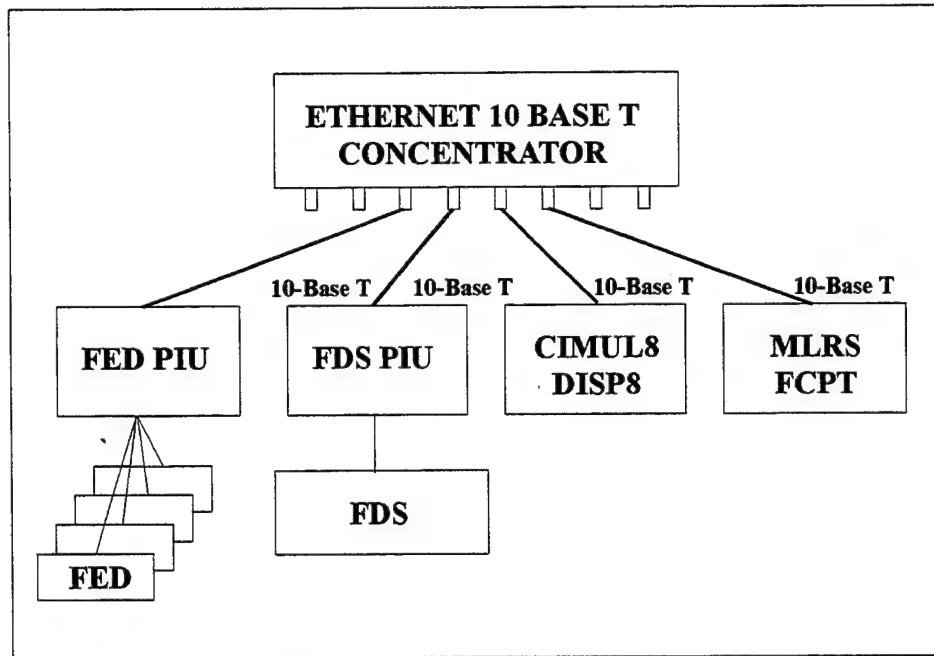 ETHERNET 10 BASE T
CONCENTRATOR
10-Base T
10-Base T
10-Base T
10-Base T
FED PIU
FDS PIU
CIMUL8
DISP8
MLRS
FCPT
FDS
FED